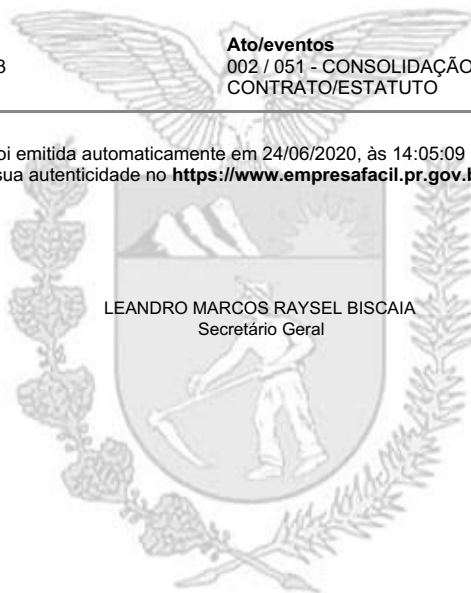 Ato/eventos
3 002 / 051 - CONSOLIDAÇÃO
CONTRATO/ESTATUTO
oi emitida automaticamente em 24/06/2020, às 14:05:09
sua autenticidade no https://www.empresafacil.pr.gov.b
LEANDRO MARCOS RAYSEL BISCAIA
Secretário Geral